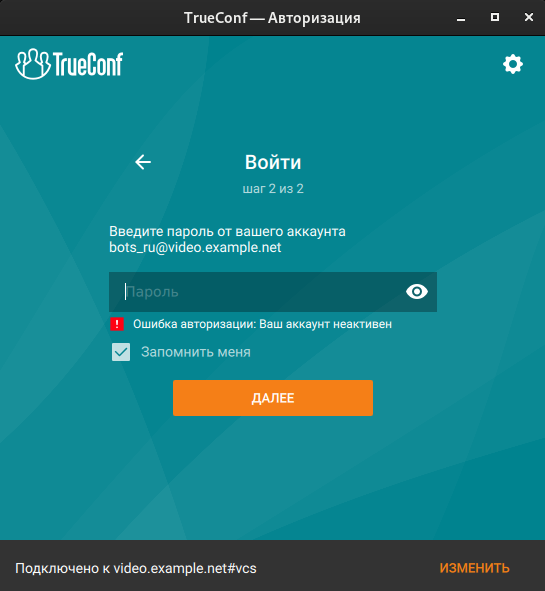 TrueConf — Авторизация
TrueConf
Войти
шаг 2 из 2
Введите пароль от вашего аккаунта
bots_ru@video.example.net
Пароль
Ошибка авторизации: Ваш аккаунт неактивен
Запомнить меня
ДАЛЕЕ
Подключено к video.example.net#vcs
ИЗМЕНИТЬ